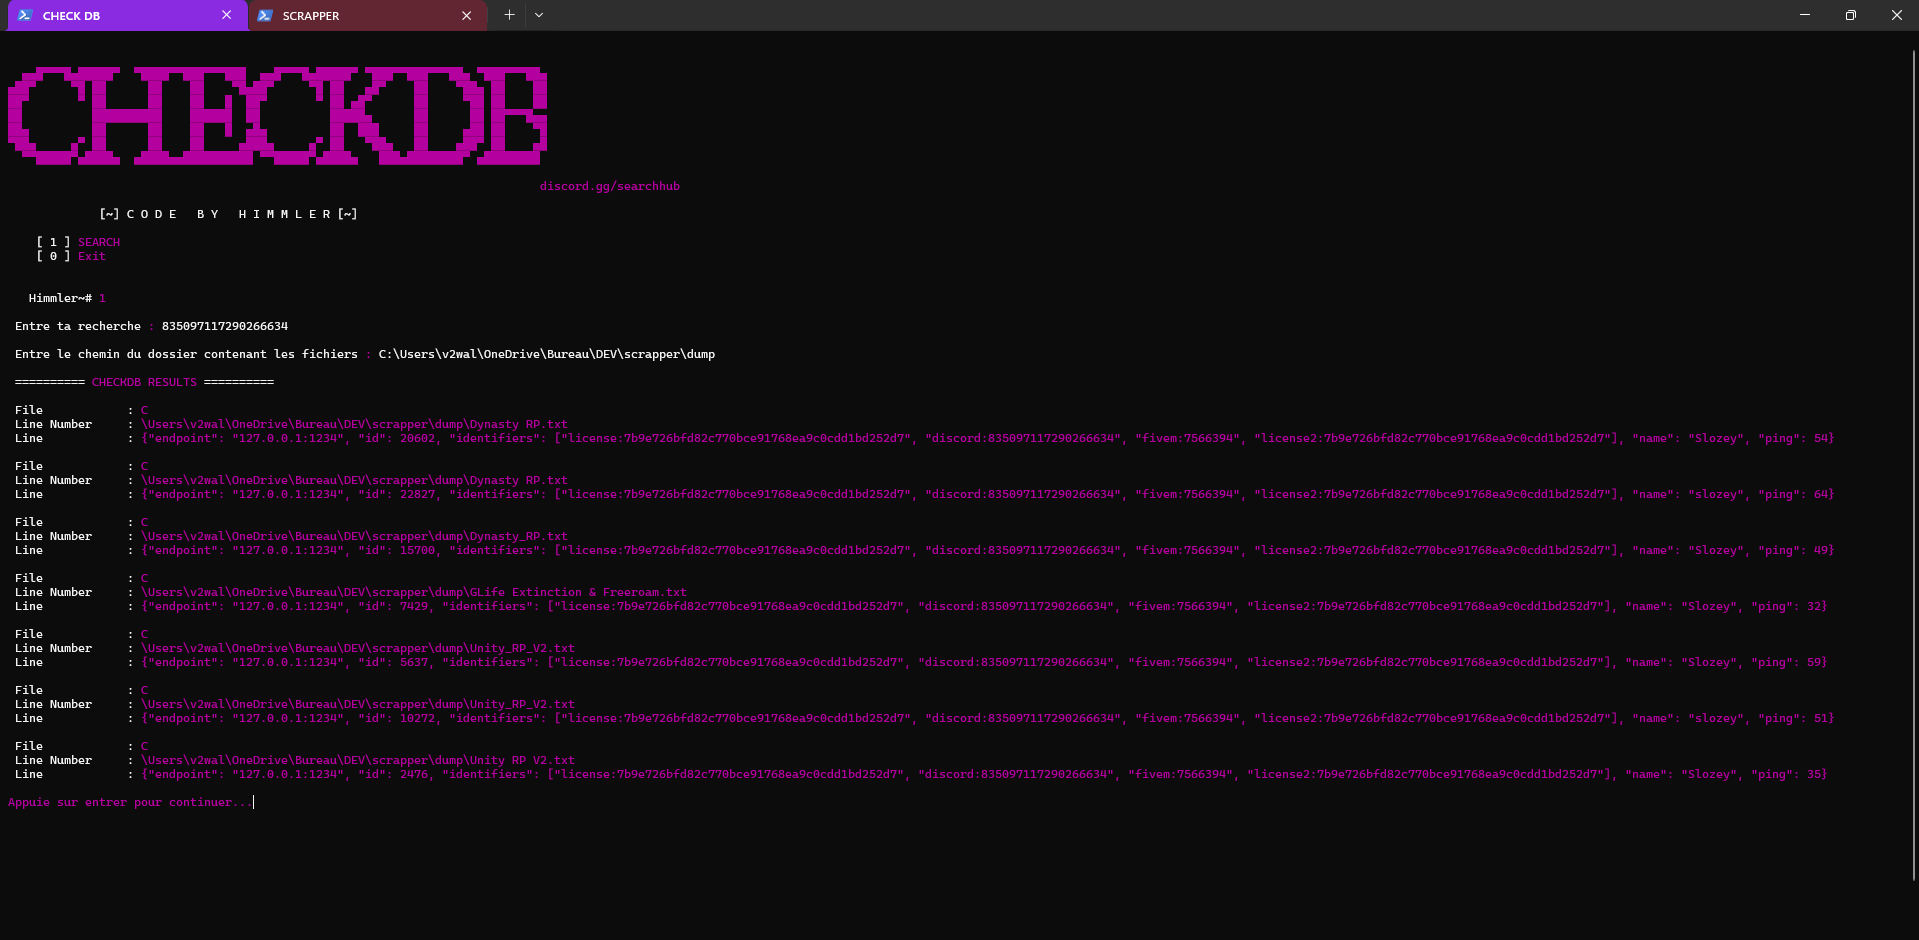 CHECK DB
SCRAPPER
CHECKDB
discord.gg/searchhub
[~] C O D E   B Y   H I M M L E R [~]
[ 1 ] SEARCH
[ 0 ] Exit
Himmler~# 1
Entre ta recherche : 835097117290266634
Entre le chemin du dossier contenant les fichiers : C:\Users\v2wal\OneDrive\Bureau\DEV\scrapper\dump
========== CHECKDB RESULTS ==========
File : C
Line Number : \Users\v2wal\OneDrive\Bureau\DEV\scrapper\dump\Dynasty RP.txt
Line : {"endpoint": "127.0.0.1:1234", "id": 20602, "identifiers": ["license:7b9e726bfd82c770bce91768ea9c0cdd1bd252d7", "discord:835097117290266634", "fivem:7566394", "license2:7b9e726bfd82c770bce91768ea9c0cdd1bd252d7"], "name": "Slozey", "ping": 54}
File : C
Line Number : \Users\v2wal\OneDrive\Bureau\DEV\scrapper\dump\Dynasty RP.txt
Line : {"endpoint": "127.0.0.1:1234", "id": 22827, "identifiers": ["license:7b9e726bfd82c770bce91768ea9c0cdd1bd252d7", "discord:835097117290266634", "fivem:7566394", "license2:7b9e726bfd82c770bce91768ea9c0cdd1bd252d7"], "name": "slozey", "ping": 64}
File : C
Line Number : \Users\v2wal\OneDrive\Bureau\DEV\scrapper\dump\Dynasty_RP.txt
Line : {"endpoint": "127.0.0.1:1234", "id": 15700, "identifiers": ["license:7b9e726bfd82c770bce91768ea9c0cdd1bd252d7", "discord:835097117290266634", "fivem:7566394", "license2:7b9e726bfd82c770bce91768ea9c0cdd1bd252d7"], "name": "Slozey", "ping": 49}
File : C
Line Number : \Users\v2wal\OneDrive\Bureau\DEV\scrapper\dump\GLife Extinction & Freeroam.txt
Line : {"endpoint": "127.0.0.1:1234", "id": 7429, "identifiers": ["license:7b9e726bfd82c770bce91768ea9c0cdd1bd252d7", "discord:835097117290266634", "fivem:7566394", "license2:7b9e726bfd82c770bce91768ea9c0cdd1bd252d7"], "name": "Slozey", "ping": 32}
File : C
Line Number : \Users\v2wal\OneDrive\Bureau\DEV\scrapper\dump\Unity_RP_V2.txt
Line : {"endpoint": "127.0.0.1:1234", "id": 5637, "identifiers": ["license:7b9e726bfd82c770bce91768ea9c0cdd1bd252d7", "discord:835097117290266634", "fivem:7566394", "license2:7b9e726bfd82c770bce91768ea9c0cdd1bd252d7"], "name": "Slozey", "ping": 59}
File : C
Line Number : \Users\v2wal\OneDrive\Bureau\DEV\scrapper\dump\Unity_RP_V2.txt
Line : {"endpoint": "127.0.0.1:1234", "id": 10272, "identifiers": ["license:7b9e726bfd82c770bce91768ea9c0cdd1bd252d7", "discord:835097117290266634", "fivem:7566394", "license2:7b9e726bfd82c770bce91768ea9c0cdd1bd252d7"], "name": "slozey", "ping": 51}
File : C
Line Number : \Users\v2wal\OneDrive\Bureau\DEV\scrapper\dump\Unity RP V2.txt
Line : {"endpoint": "127.0.0.1:1234", "id": 2476, "identifiers": ["license:7b9e726bfd82c770bce91768ea9c0cdd1bd252d7", "discord:835097117290266634", "fivem:7566394", "license2:7b9e726bfd82c770bce91768ea9c0cdd1bd252d7"], "name": "Slozey", "ping": 35}
Appuie sur entrer pour continuer...